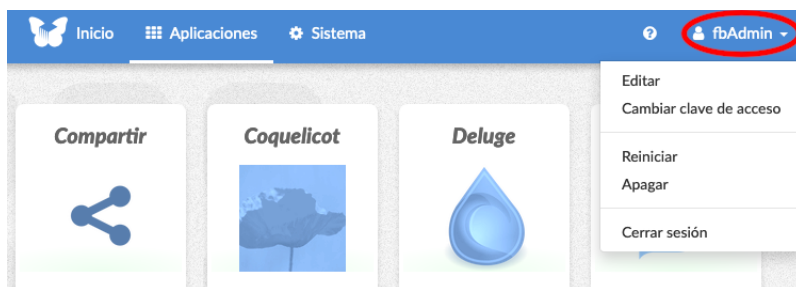 Inicio Aplicaciones Sistema fbAdmin
Editar
Cambiar clave de acceso
Reiniciar
Apagar
Cerrar sesión
Compartir Coquelicot Deluge